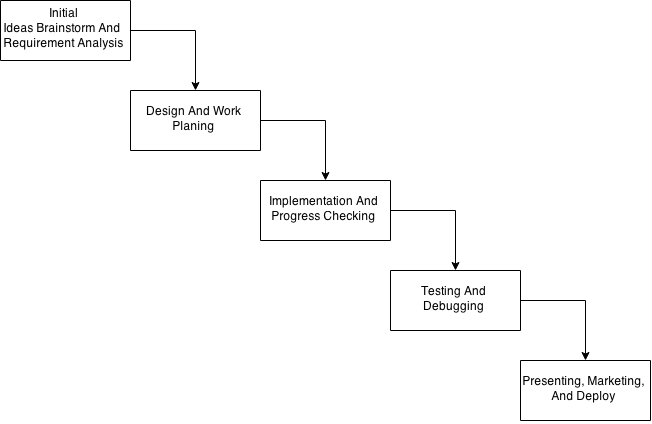 Initial
Ideas Brainstorm And
Requirement Analysis
Design And Work
Planing
Implementation And
Progress Checking
Testing And
Debugging
Presenting, Marketing,
And Deploy